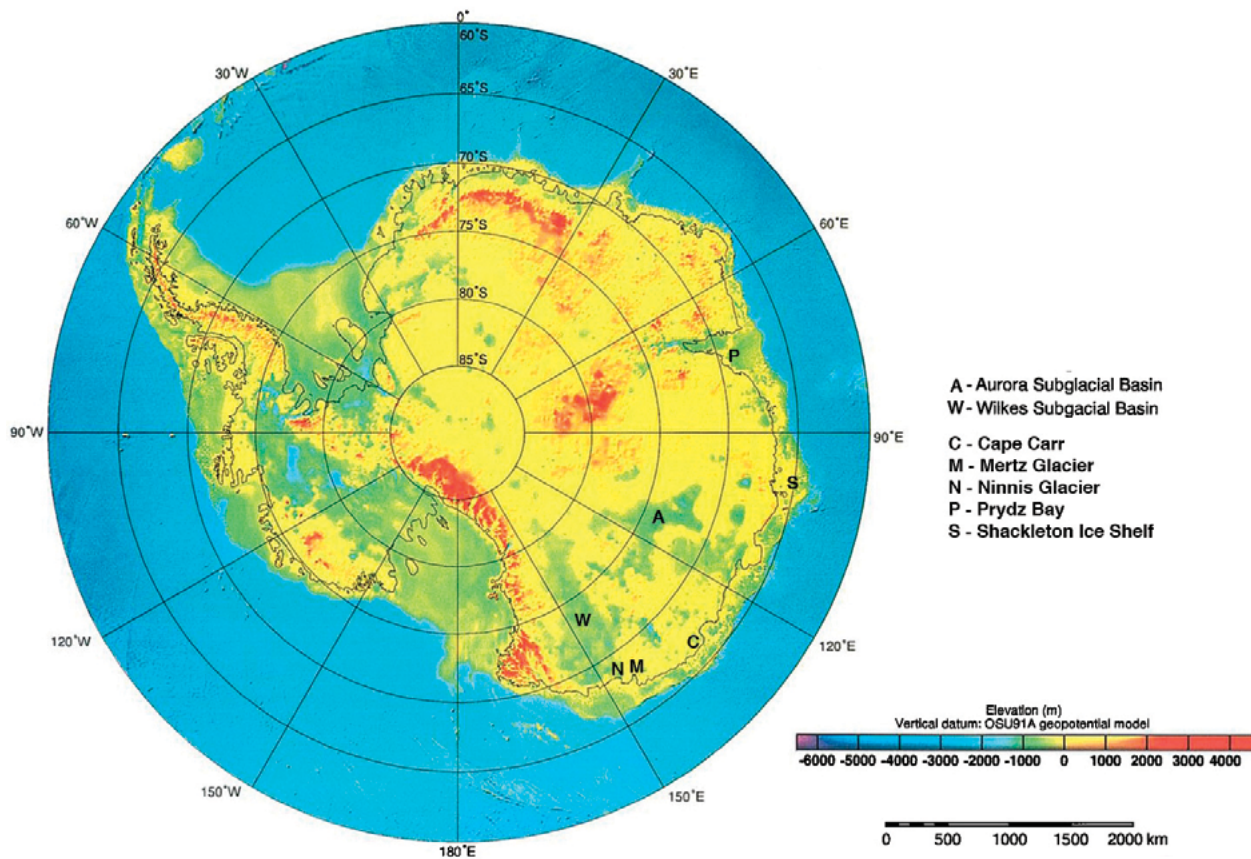 0°
60°S
30°W
30°E
65°S
70°S
60°W
60°E
75°S
80°S
P
85°S
A - Aurora Subglacial Basin
W - Wilkes Subgacial Basin
90°W
90°E
C - Cape Carr
M - Mertz Glacier
S
N - Ninnis Glacier
P - Prydz Bay
A
S - Shackleton Ice Shelf
W
120°W
C
120°E
N M
Elevation (m)
Vertical datum: OSU91A geopotential model
-6000 -5000 -4000 -3000 -2000 -1000 0 1000 2000 3000 4000
150°W
150°E
0 500 1000 1500 2000 km
180°E